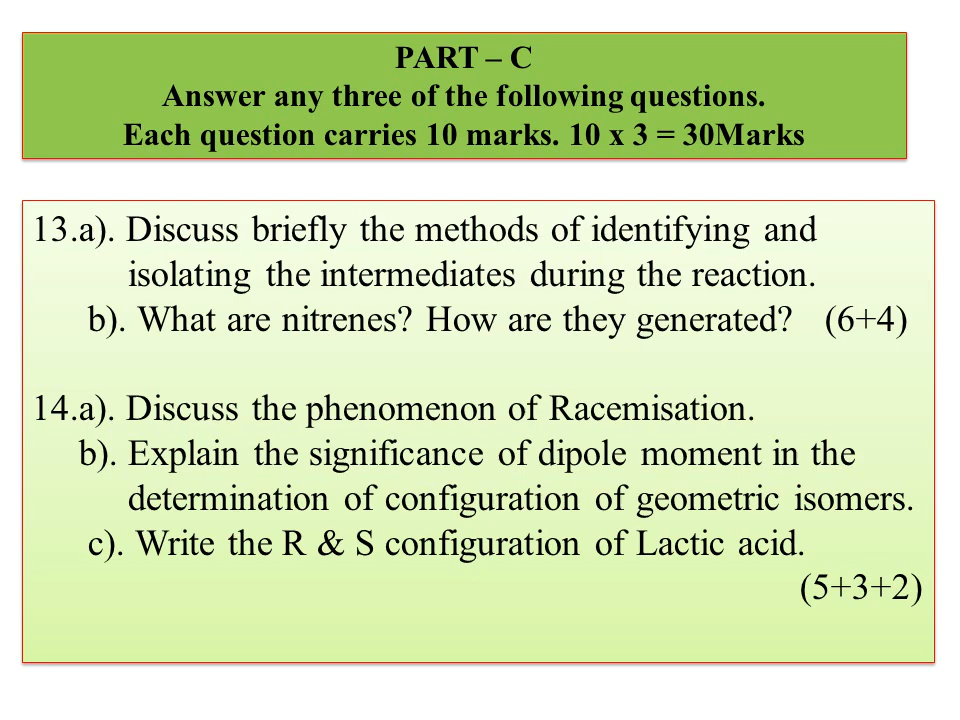 PART – C
Answer any three of the following questions.
Each question carries 10 marks. 10 x 3 = 30Marks
13.a). Discuss briefly the methods of identifying and
isolating the intermediates during the reaction.
b). What are nitrenes? How are they generated? (6+4)
14.a). Discuss the phenomenon of Racemisation.
b). Explain the significance of dipole moment in the
determination of configuration of geometric isomers.
c). Write the R & S configuration of Lactic acid.
(5+3+2)